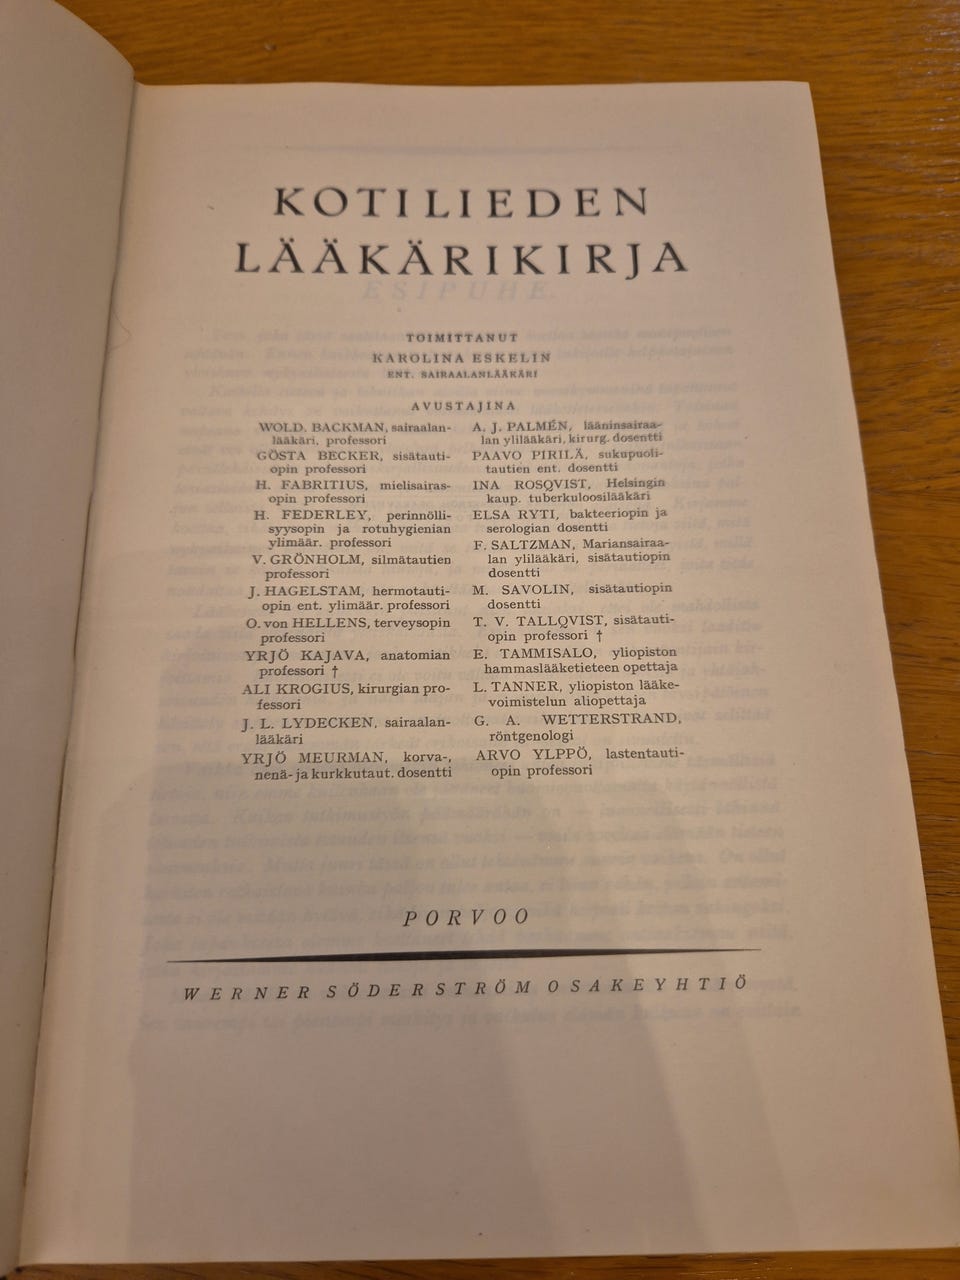 KOTILIEDEN
LÄÄKÄRIKIRJA
ESIPUHE.
TOIMITTANUT
KAROLINA ESKELIN
ENT. SAIRAALANLÄÄKÄRI
AVUSTAJINA
WOLD. BACKMAN, sairaalan-
lääkäri, professori
GÖSTA BECKER, sisätauti-
opin professori
H. FABRITIUS, mielisairas-
opin professori
H. FEDERLEY, perinnölli-
syysopin ja rotuhygienian
ylimäär. professori
V. GRÖNHOLM, silmätautien
professori
J. HAGELSTAM, hermotauti-
opin ent. ylimäär. professori
O. von HELLENS, terveysopin
professori
YRJÖ KAJAVA, anatomian
professori †
ALI KROGIUS, kirurgian pro-
fessori
J. L. LYDECKEN, sairaalan-
lääkäri
YRJÖ MEURMAN, korva-,
nenä- ja kurkkutaut. dosentti
A. J. PALMÉN, lääninsairaa-
lan ylilääkäri, kirurg. dosentti
PAAVO PIRILÄ, sukupuoli-
tautien ent. dosentti
INA ROSQVIST, Helsingin
kaup. tuberkuloosilääkäri
ELSA RYTI, bakteeriopin ja
serologian dosentti
F. SALTZMAN, Mariansairaa-
lan ylilääkäri, sisätautiopin
dosentti
M. SAVOLIN, sisätautiopin
dosentti
T. V. TALLQVIST, sisätauti-
opin professori †
E. TAMMISALO, yliopiston
hammaslääketieteen opettaja
L. TANNER, yliopiston lääke-
voimistelun aliopettaja
G. A. WETTERSTRAND,
röntgenologi
ARVO YLPPÖ, lastentauti-
opin professori
PORVOO
WERNER SÖDERSTRÖM OSAKEYHTIÖ